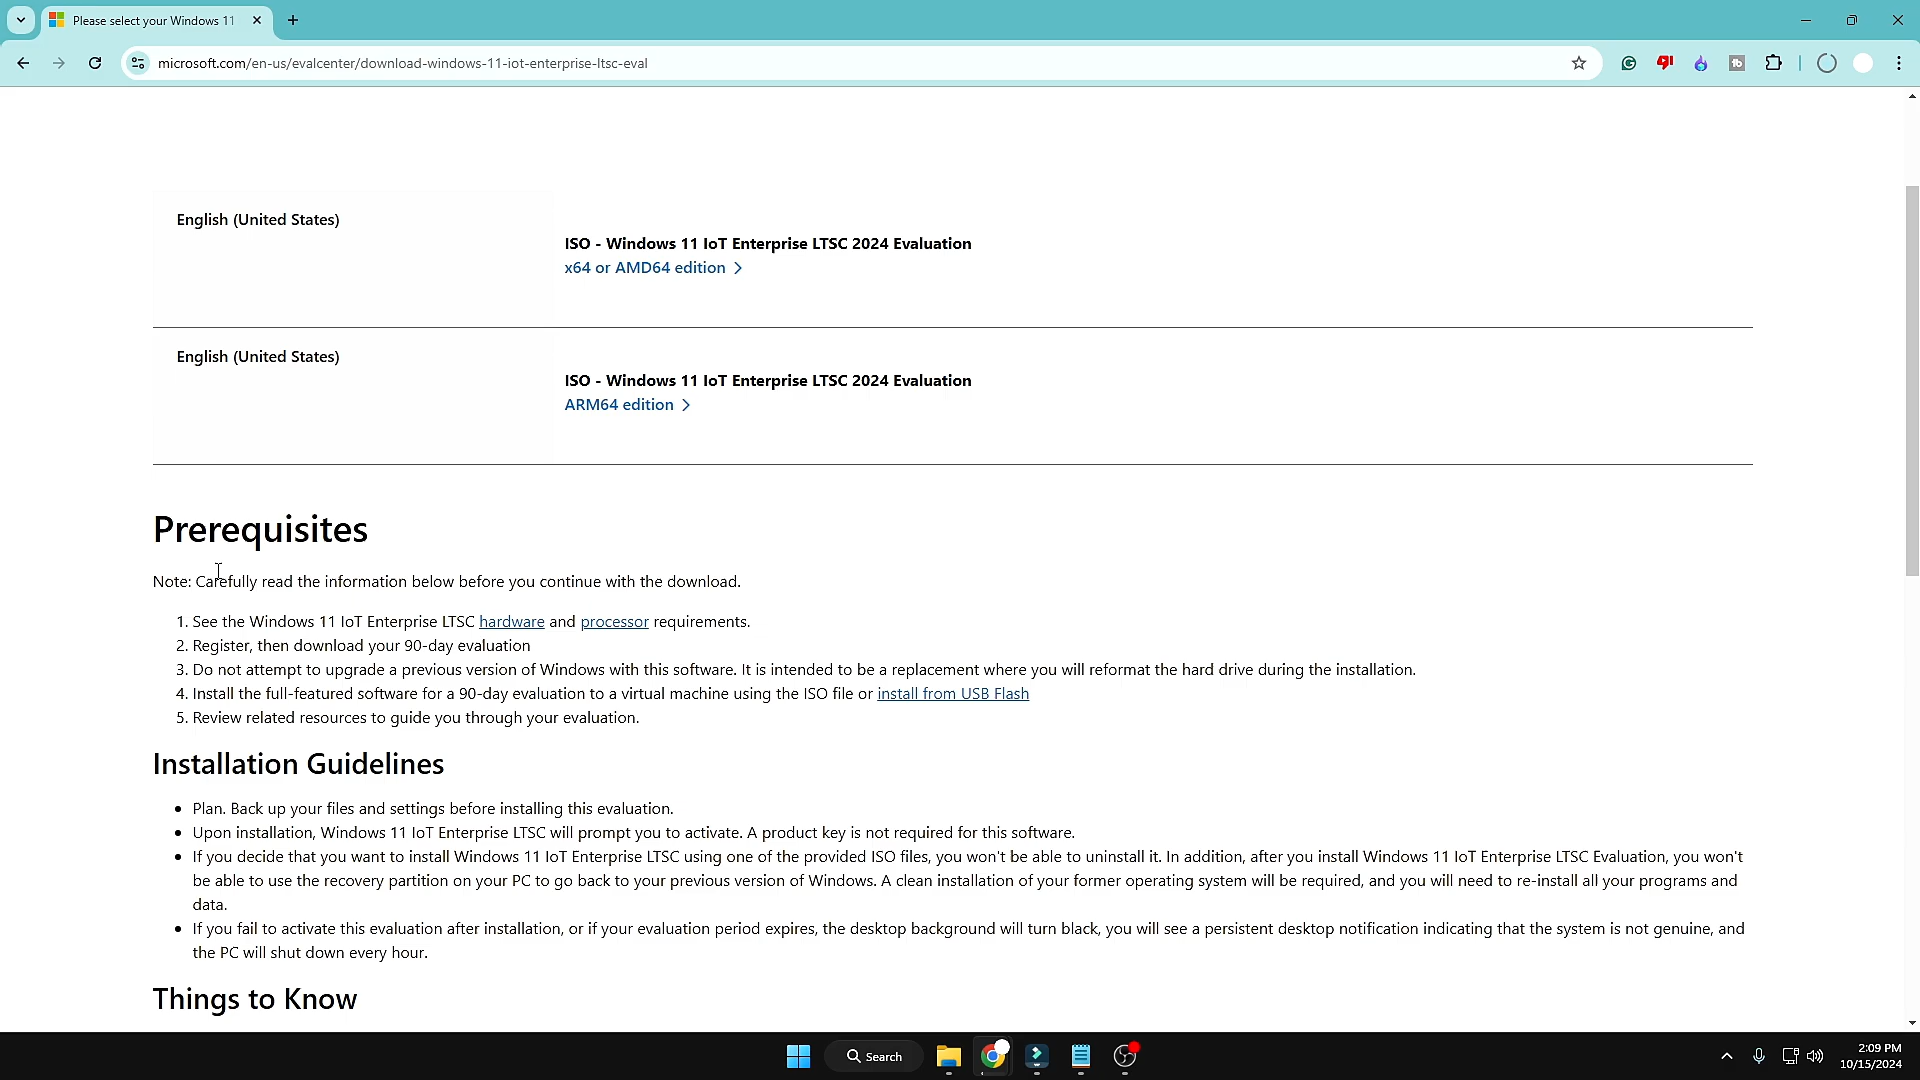 Please select your Windows 11
microsoft.com/en-us/evalcenter/download-windows-11-iot-enterprise-ltsc-eval
English (United States)
ISO - Windows 11 IoT Enterprise LTSC 2024 Evaluation
x64 or AMD64 edition
English (United States)
ISO - Windows 11 IoT Enterprise LTSC 2024 Evaluation
ARM64 edition
Prerequisites
Note: Carefully read the information below before you continue with the download.
1. See the Windows 11 IoT Enterprise LTSC hardware and processor requirements.
2. Register, then download your 90-day evaluation
3. Do not attempt to upgrade a previous version of Windows with this software. It is intended to be a replacement where you will reformat the hard drive during the installation.
4. Install the full-featured software for a 90-day evaluation to a virtual machine using the ISO file or install from USB Flash
5. Review related resources to guide you through your evaluation.
Installation Guidelines
• Plan. Back up your files and settings before installing this evaluation.
• Upon installation, Windows 11 IoT Enterprise LTSC will prompt you to activate. A product key is not required for this software.
• If you decide that you want to install Windows 11 IoT Enterprise LTSC using one of the provided ISO files, you won't be able to uninstall it. In addition, after you install Windows 11 IoT Enterprise LTSC Evaluation, you won't
be able to use the recovery partition on your PC to go back to your previous version of Windows. A clean installation of your former operating system will be required, and you will need to re-install all your programs and
data.
• If you fail to activate this evaluation after installation, or if your evaluation period expires, the desktop background will turn black, you will see a persistent desktop notification indicating that the system is not genuine, and
the PC will shut down every hour.
Things to Know
Search
2:09 PM
10/15/2024